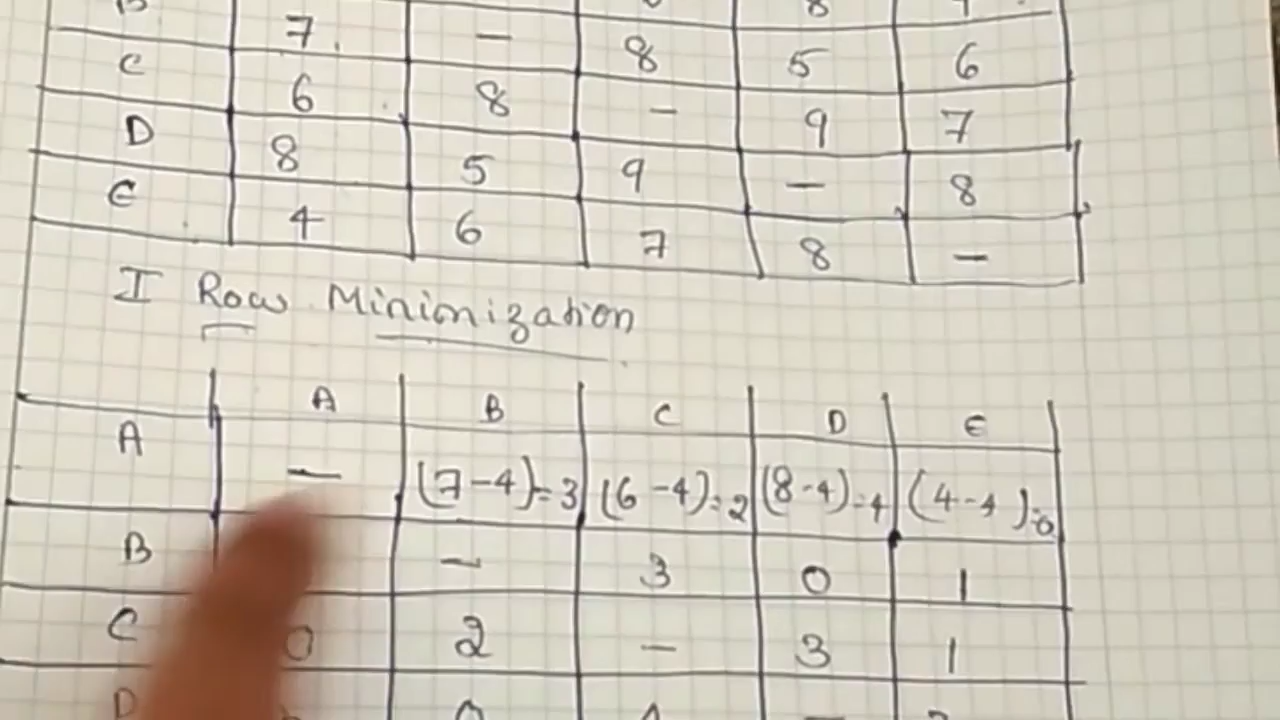 8
7 - 8 5 6
C 6 8 - 9 7
D 8 5 9 - 8
E 4 6 7 8 -
I Row Minimization
A B C D E
A - (7-4)=3 (6-4)=2 (8-4)=4 (4-4)=0
B - 3 0 1
C 0 2 - 3 1
D